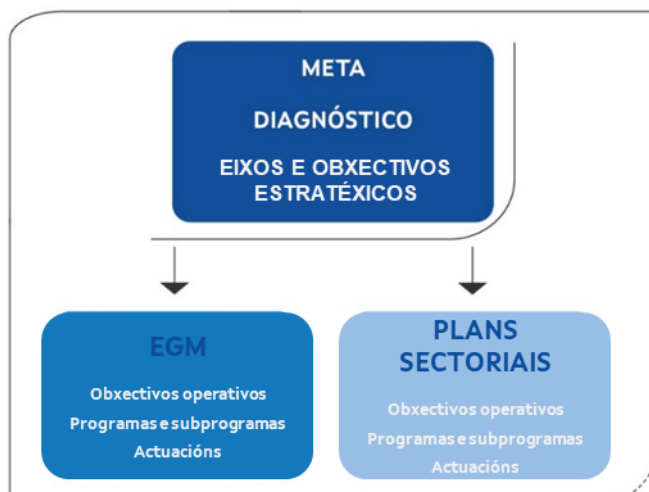 META
DIAGNÓSTICO
EIXOS E OBXECTIVOS
ESTRATÉXICOS
EGM
Obxectivos operativos
Programas e subprogramas
Actuacións
PLANS
SECTORIAIS
Obxectivos operativos
Programas e subprogramas
Actuacións